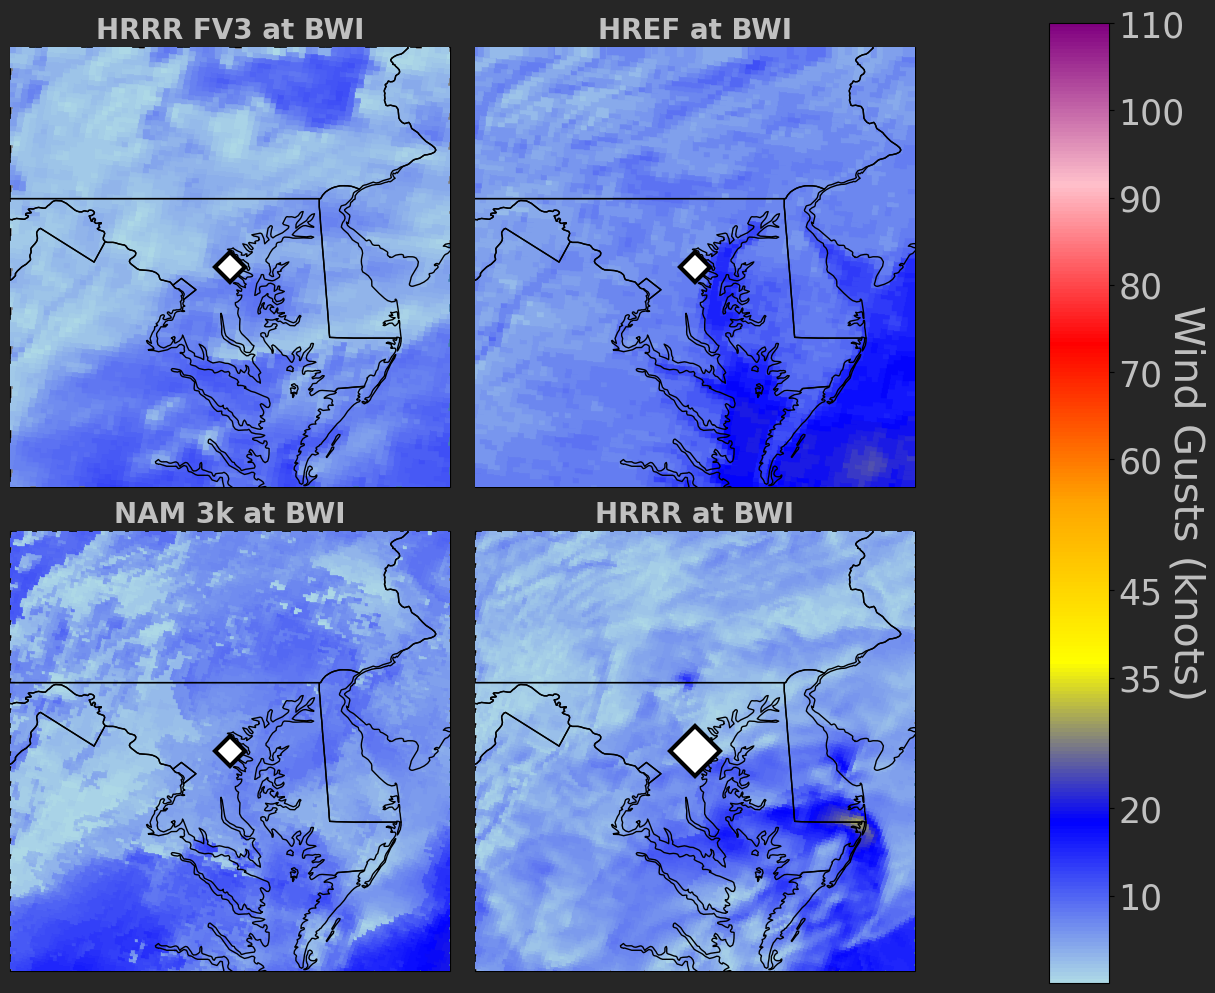 HRRR FV3 at BWI
HREF at BWI
NAM 3k at BWI
HRRR at BWI
110
100
90
80
70
60
45
35
20
10
Wind Gusts (knots)